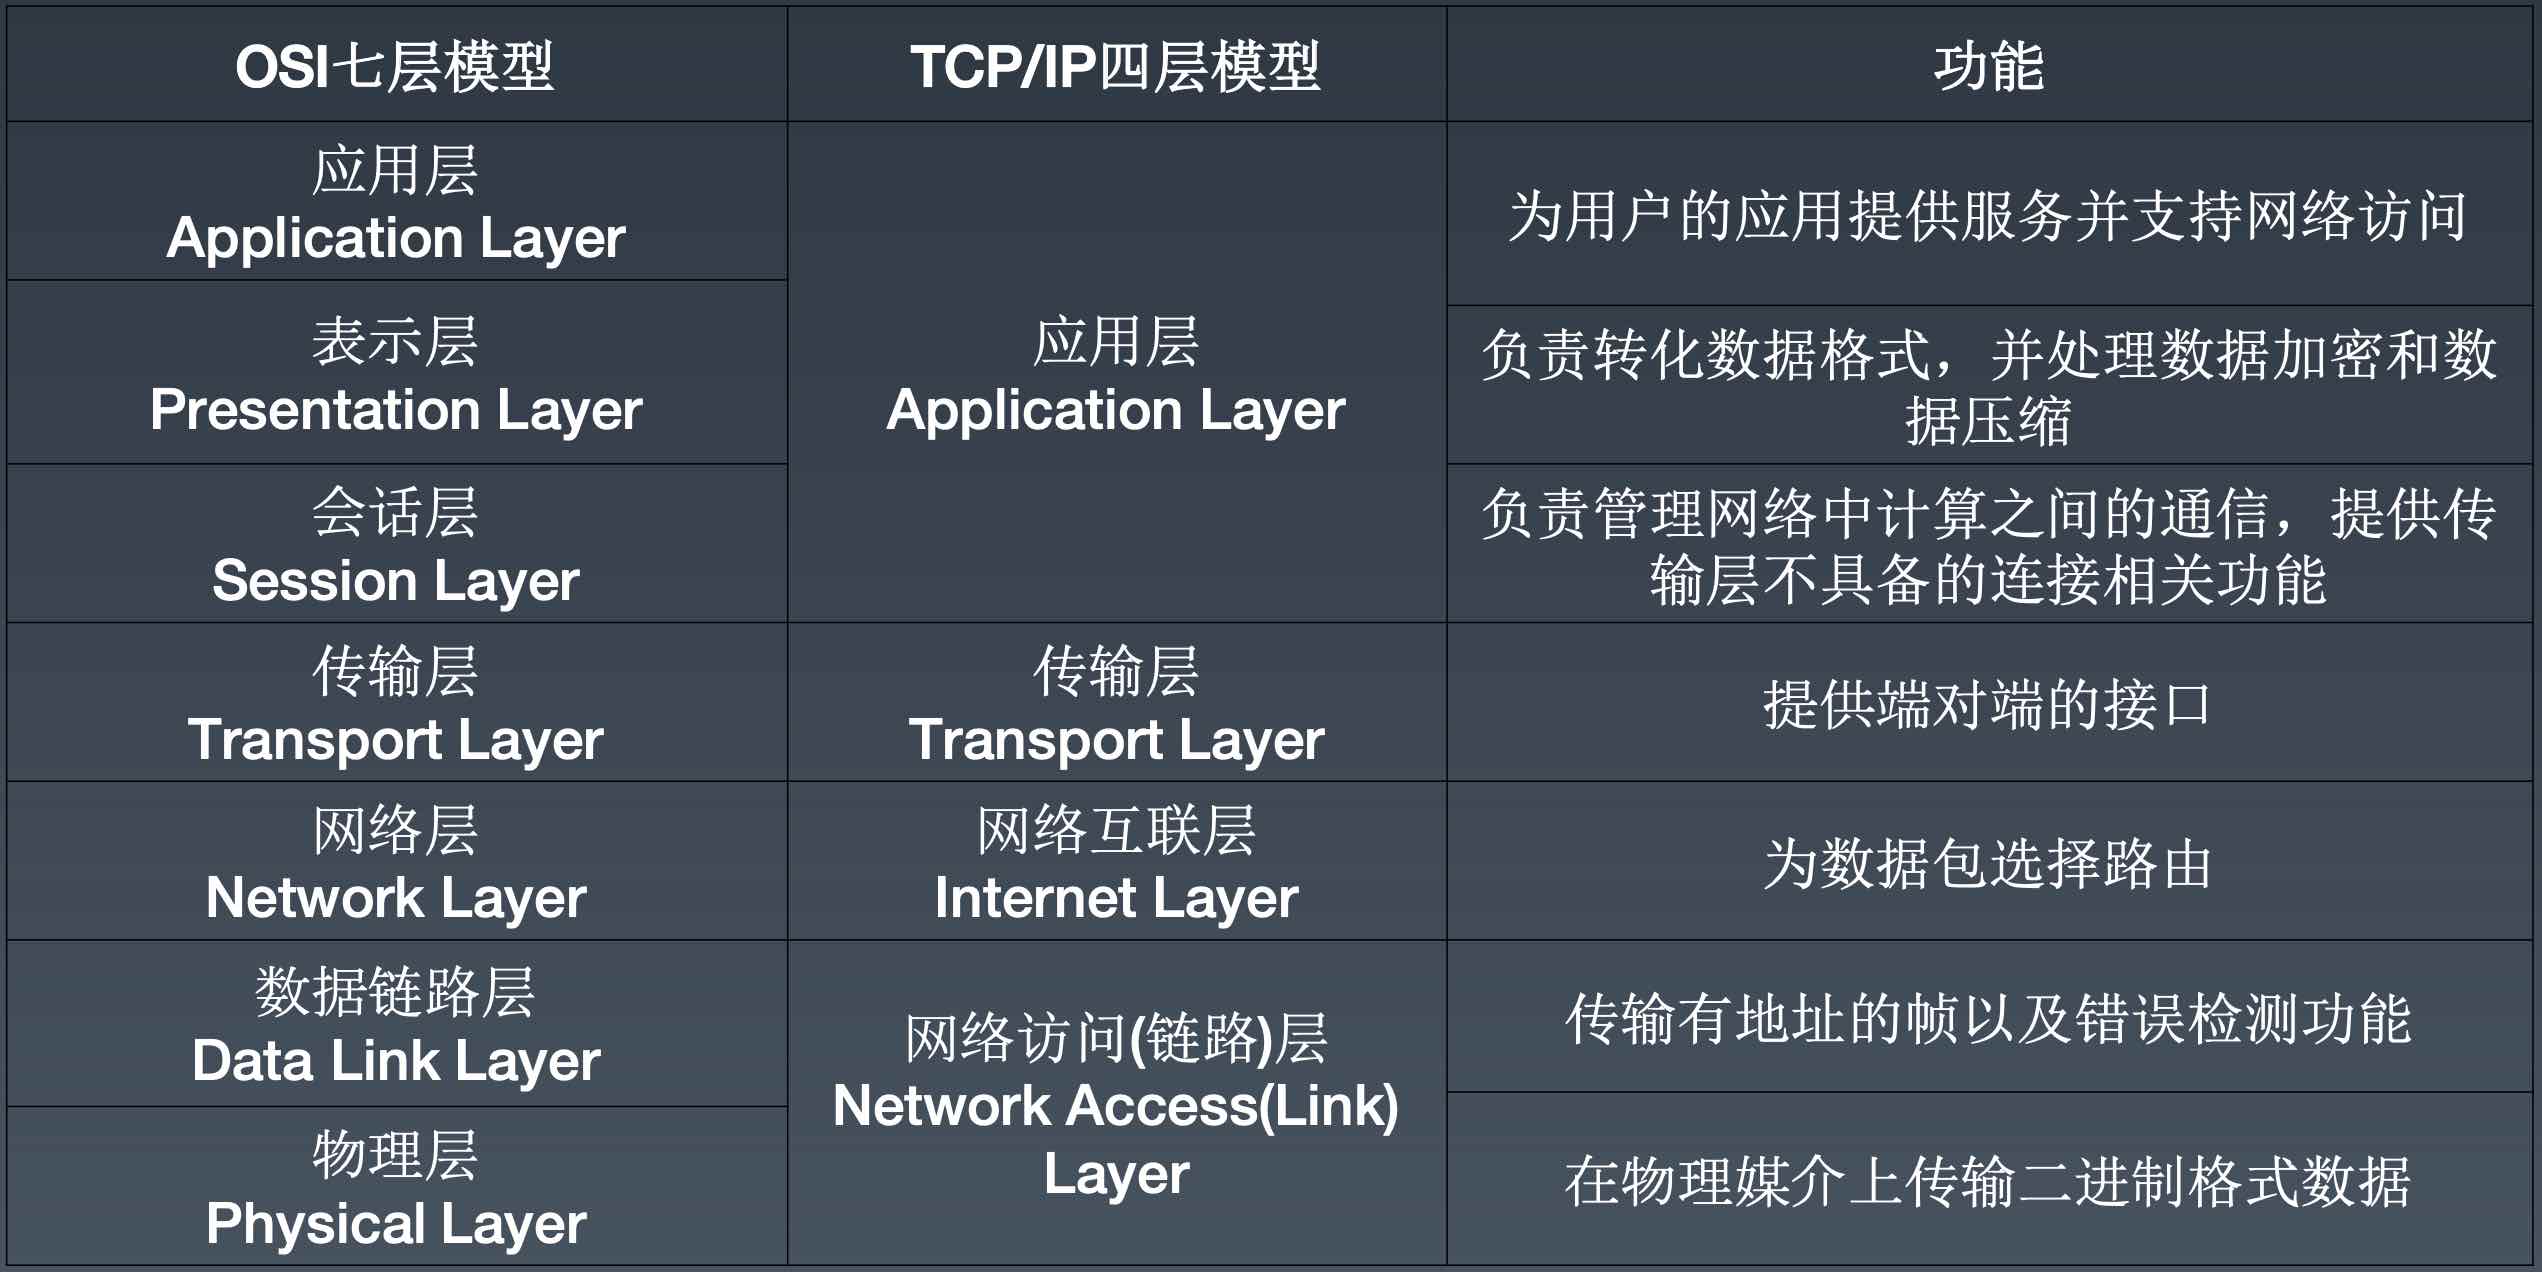 OSI七层模型
TCP/IP四层模型
功能
应用层
Application Layer
应用层
Application Layer
为用户的应用提供服务并支持网络访问
表示层
Presentation Layer
负责转化数据格式，并处理数据加密和数
据压缩
会话层
Session Layer
负责管理网络中计算之间的通信，提供传
输层不具备的连接相关功能
传输层
Transport Layer
传输层
Transport Layer
提供端对端的接口
网络层
Network Layer
网络互联层
Internet Layer
为数据包选择路由
数据链路层
Data Link Layer
网络访问(链路)层
Network Access(Link)
Layer
传输有地址的帧以及错误检测功能
物理层
Physical Layer
在物理媒介上传输二进制格式数据